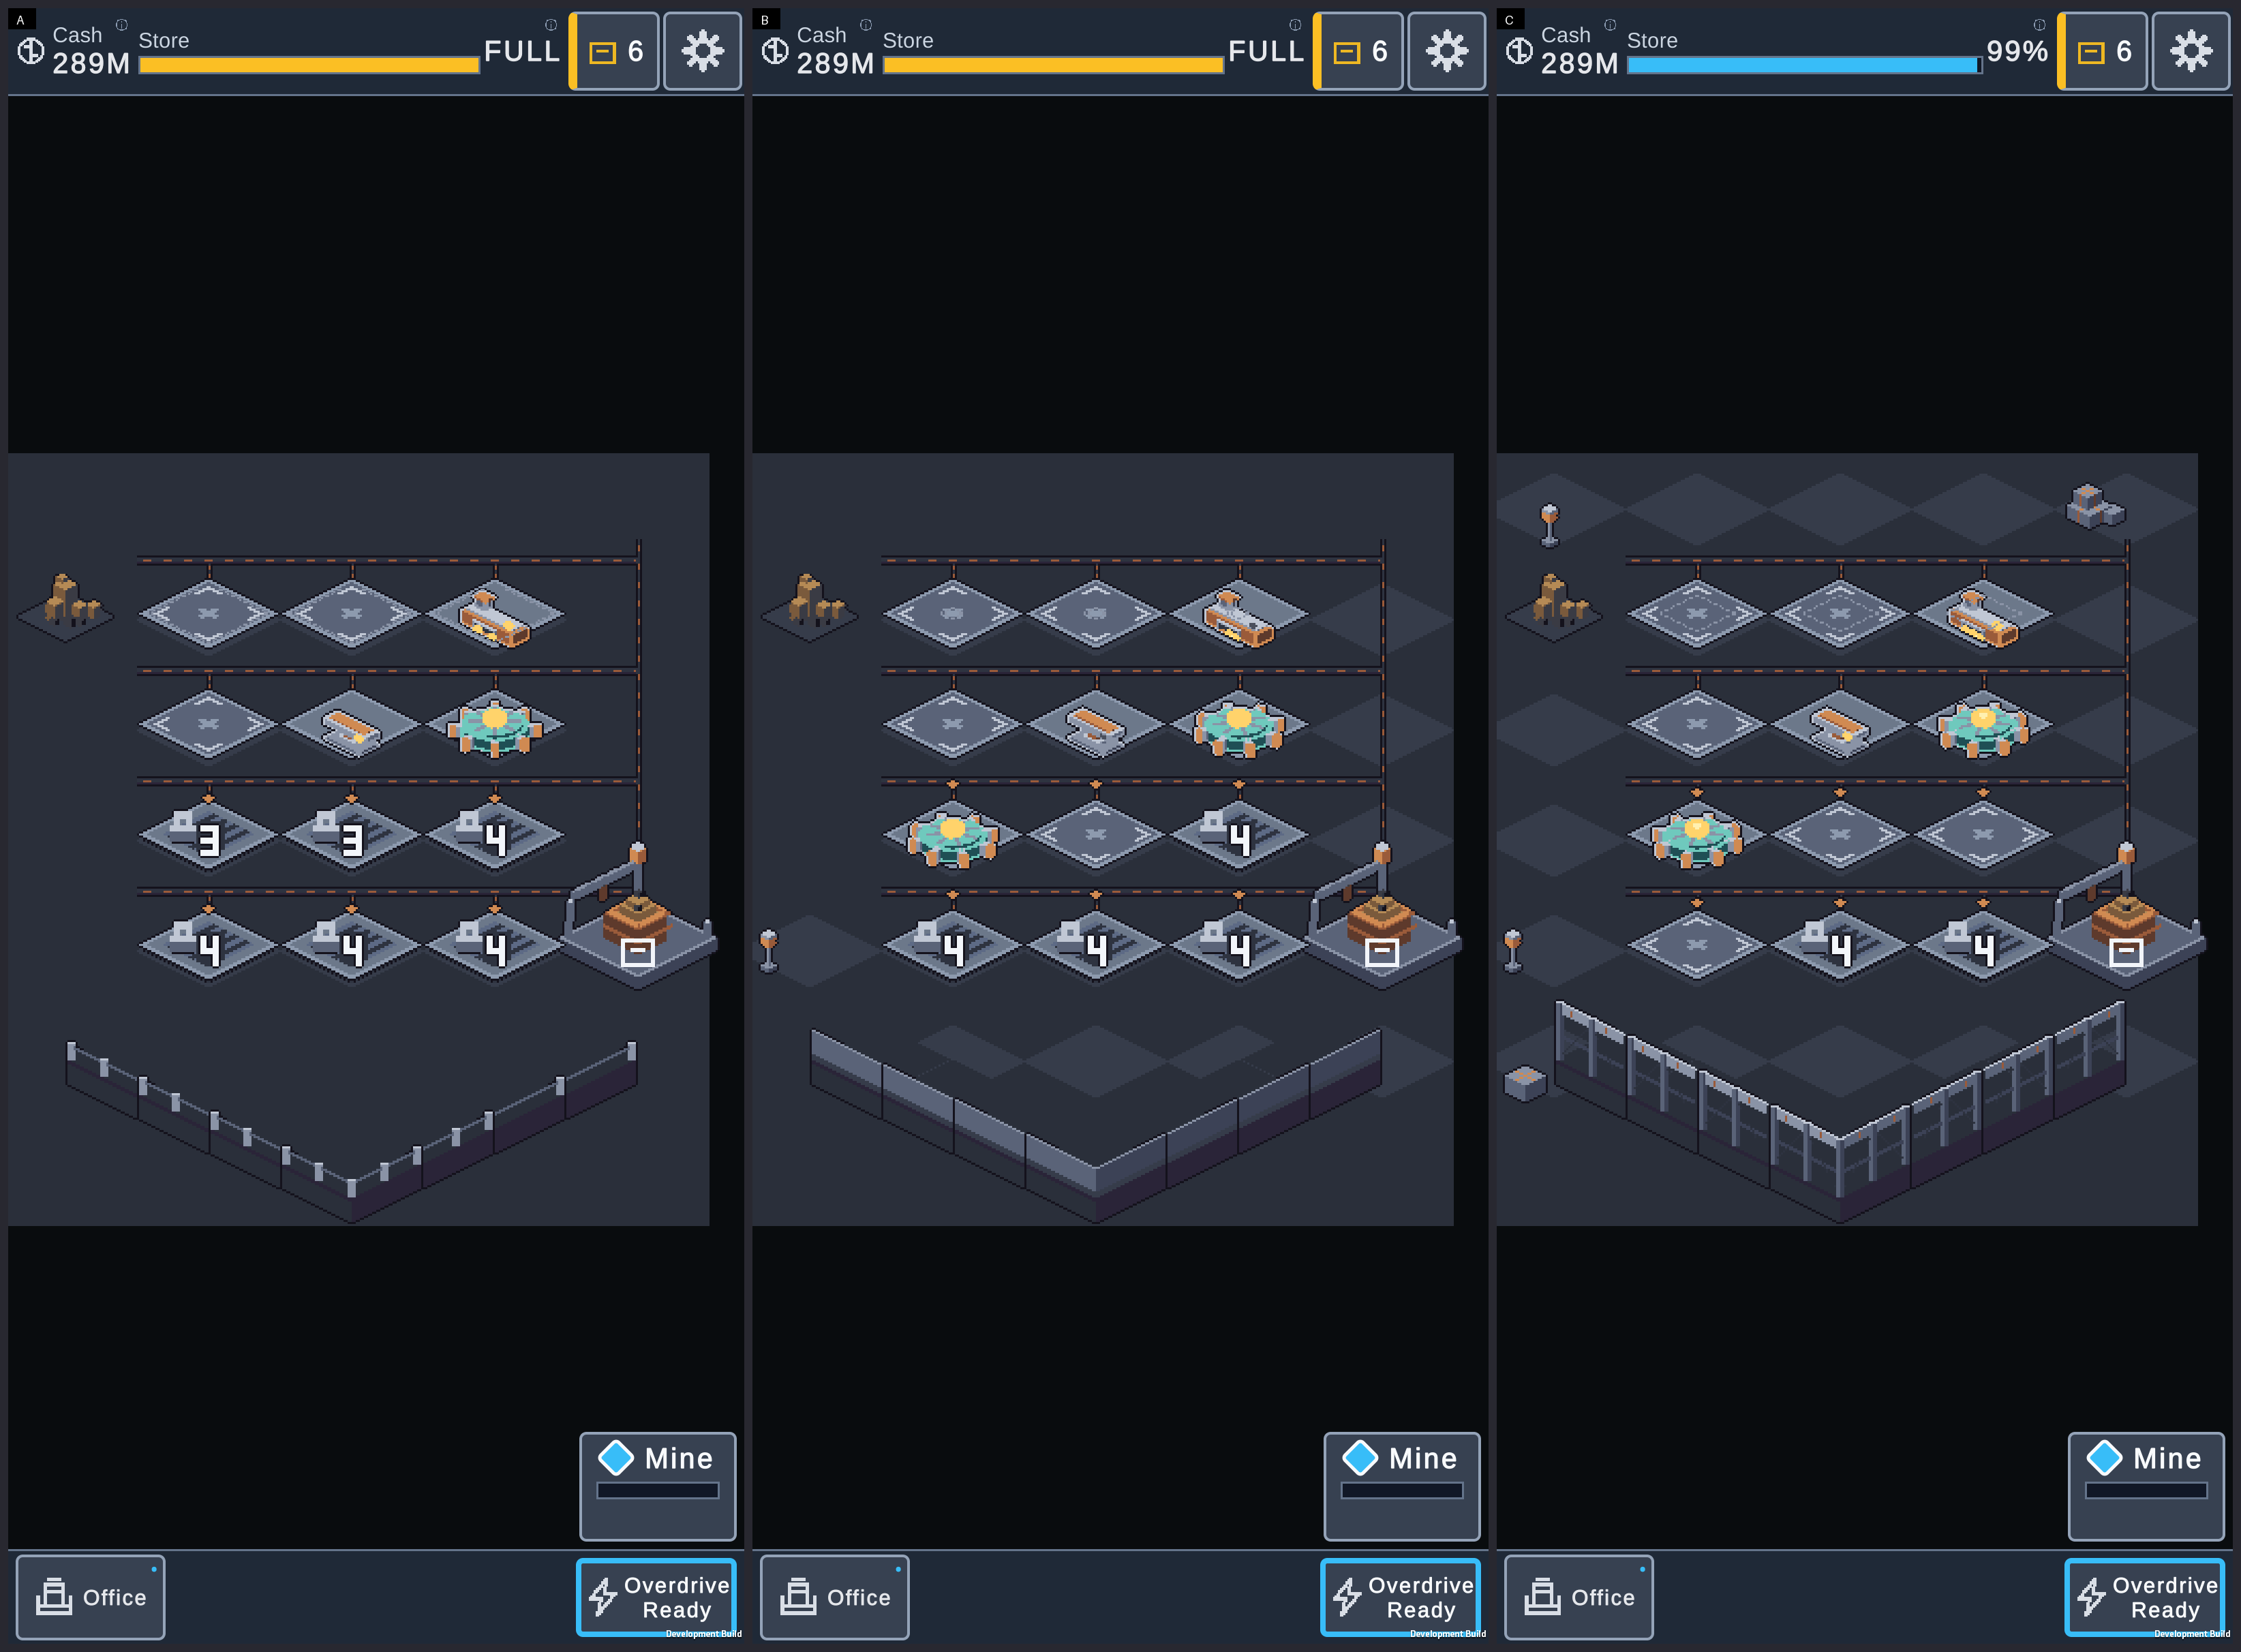 A
Cash
289M
Store
FULL
6
3
3
4
4
4
4
Mine
Office
Overdrive
Ready
Development Build
B
Cash
289M
Store
FULL
6
4
4
4
4
Mine
Office
Overdrive
Ready
Development Build
C
Cash
289M
Store
99%
6
4
4
Mine
Office
Overdrive
Ready
Development Build